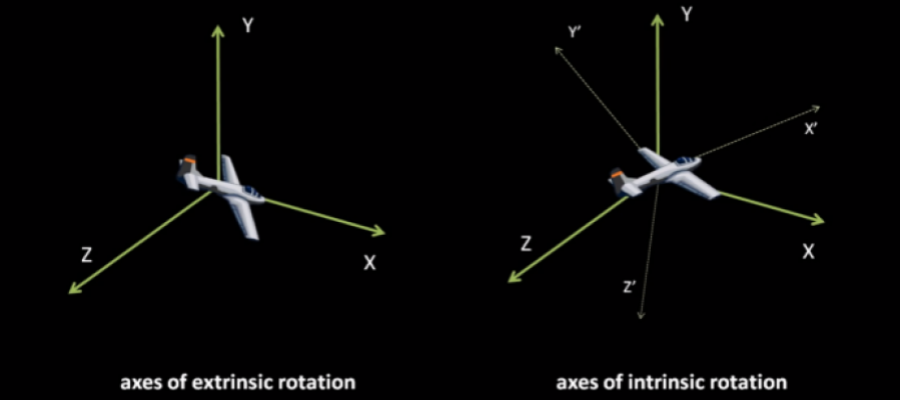 Y
Z
X
axes of extrinsic rotation
Y
Y'
X'
Z
X
Z'
axes of intrinsic rotation